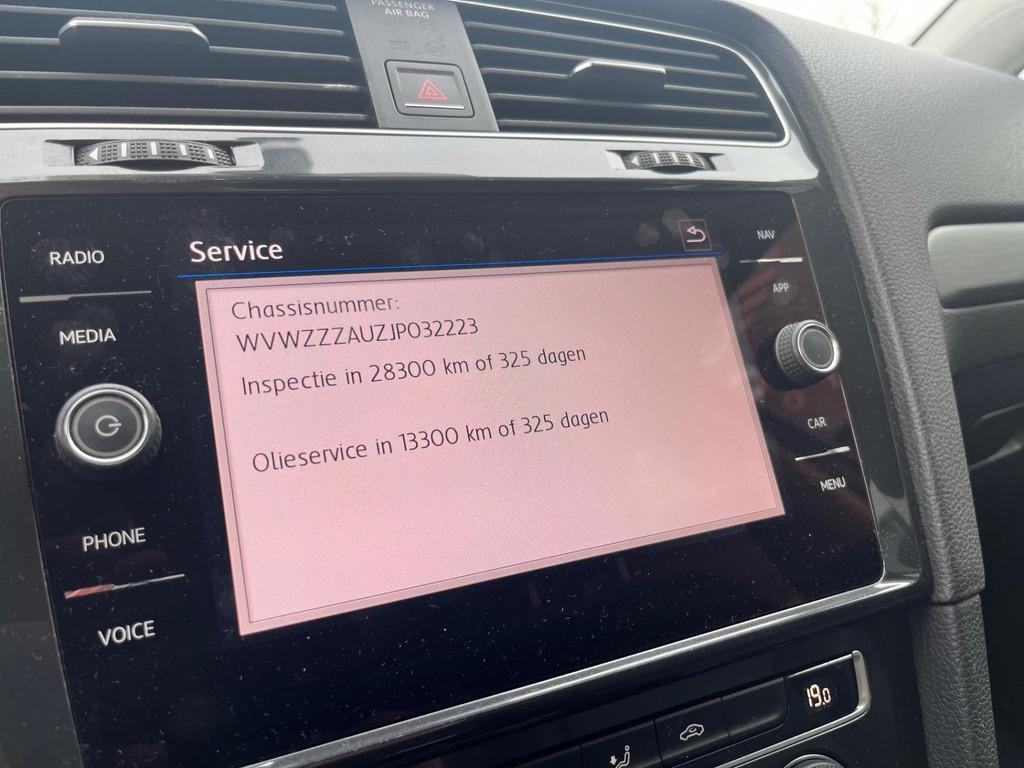 PASSENGER
AIR BAG
RADIO
Service
NAV
APP
MEDIA
Chassisnummer:
WVWZZZAUZJP032223
Inspectie in 28300 km of 325 dagen
Olieservice in 13300 km of 325 dagen
CAR
MENU
PHONE
VOICE
19.0